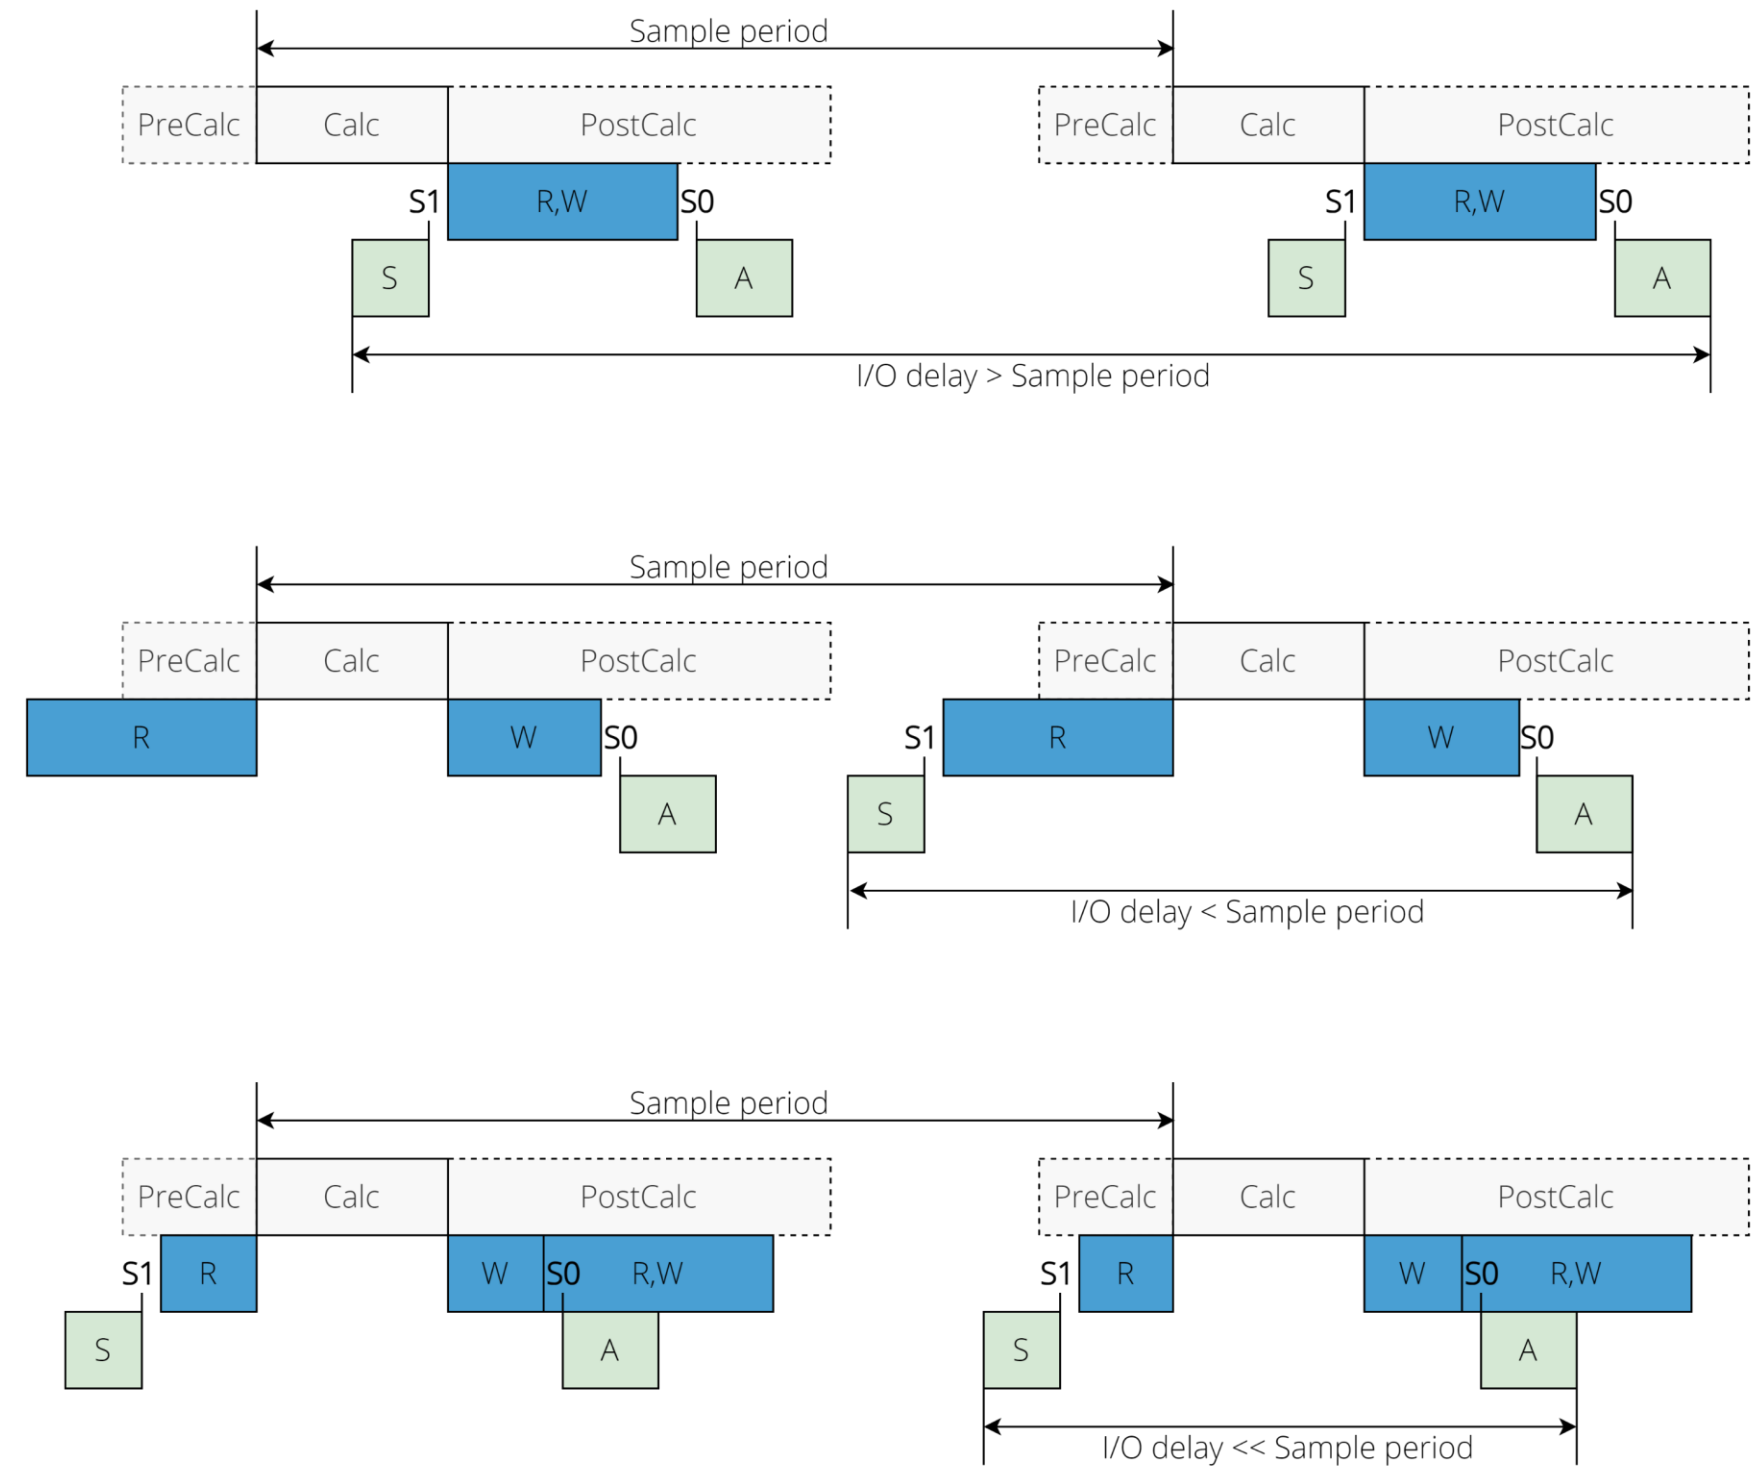 Sample period
PreCalc Calc PostCalc PreCalc Calc PostCalc
S1 R,W S0 S1 R,W S0
S A S A
I/O delay > Sample period
Sample period
PreCalc Calc PostCalc PreCalc Calc PostCalc
R W S0 S1 R W S0
A S A
I/O delay < Sample period
Sample period
PreCalc Calc PostCalc PreCalc Calc PostCalc
S1 R W S0 R,W S1 R W S0 R,W
S A S A
I/O delay << Sample period